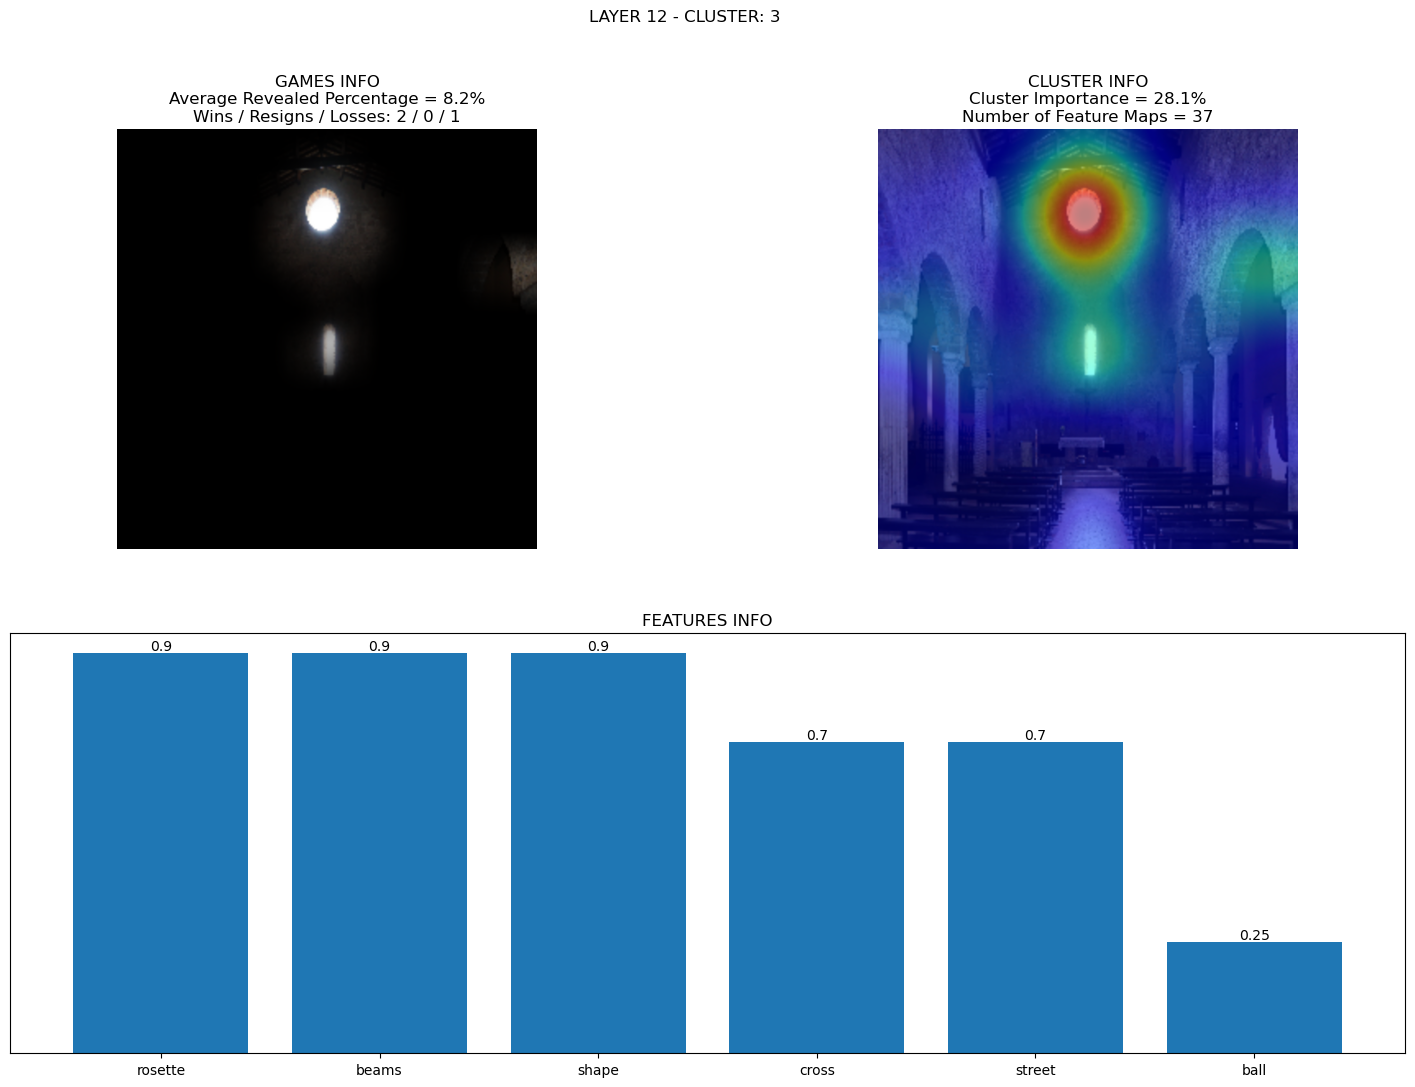 LAYER 12 - CLUSTER: 3
GAMES INFO
Average Revealed Percentage = 8.2%
Wins / Resigns / Losses: 2 / 0 / 1
CLUSTER INFO
Cluster Importance = 28.1%
Number of Feature Maps = 37
FEATURES INFO
0.9 0.9 0.9 0.7 0.7 0.25
rosette beams shape cross street ball